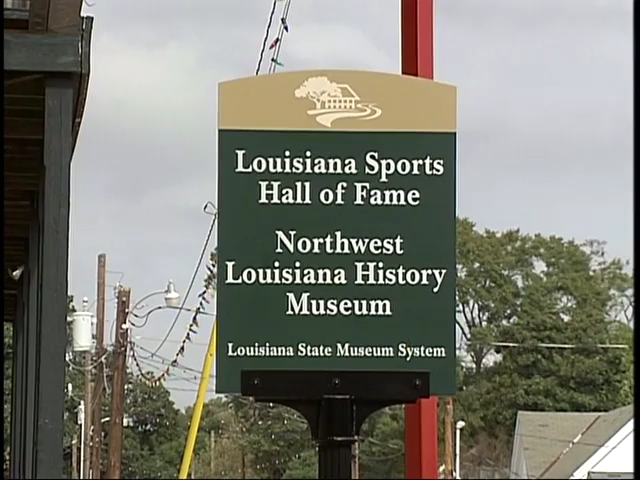 Louisiana Sports
Hall of Fame
Northwest
Louisiana History
Museum
Louisiana State Museum System